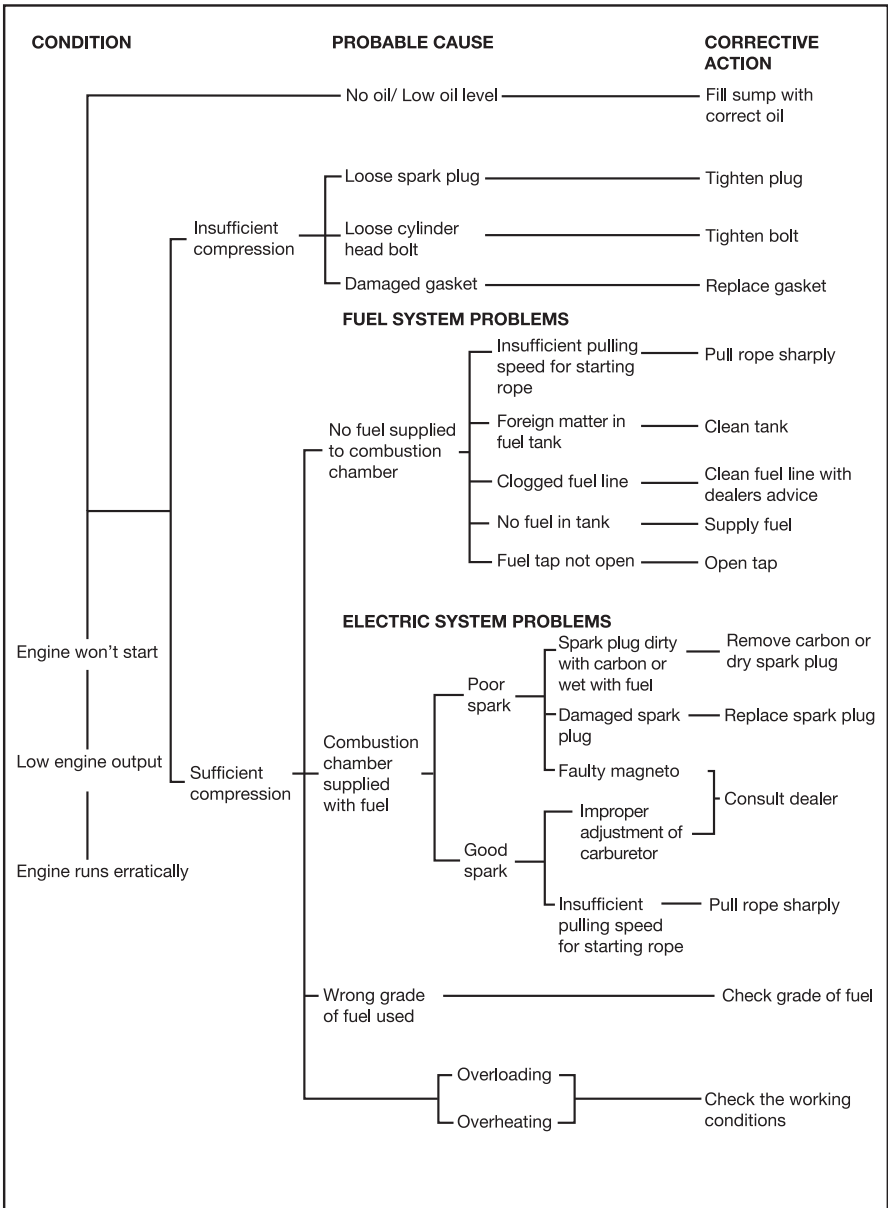 CONDITION
PROBABLE CAUSE
CORRECTIVE
ACTION
No oil/ Low oil level
Fill sump with
correct oil
Insufficient
compression
Loose spark plug
Tighten plug
Loose cylinder
head bolt
Tighten bolt
Damaged gasket
Replace gasket
FUEL SYSTEM PROBLEMS
No fuel supplied
to combustion
chamber
Insufficient pulling
speed for starting
rope
Pull rope sharply
Foreign matter in
fuel tank
Clean tank
Clogged fuel line
Clean fuel line with
dealers advice
No fuel in tank
Supply fuel
Fuel tap not open
Open tap
ELECTRIC SYSTEM PROBLEMS
Engine won't start
Low engine output
Engine runs erratically
Sufficient
compression
Combustion
chamber
supplied
with fuel
Poor
spark
Spark plug dirty
with carbon or
wet with fuel
Remove carbon or
dry spark plug
Damaged spark
plug
Replace spark plug
Faulty magneto
Consult dealer
Good
spark
Improper
adjustment of
carburetor
Insufficient
pulling speed
for starting rope
Pull rope sharply
Wrong grade
of fuel used
Check grade of fuel
Overloading
Overheating
Check the working
conditions